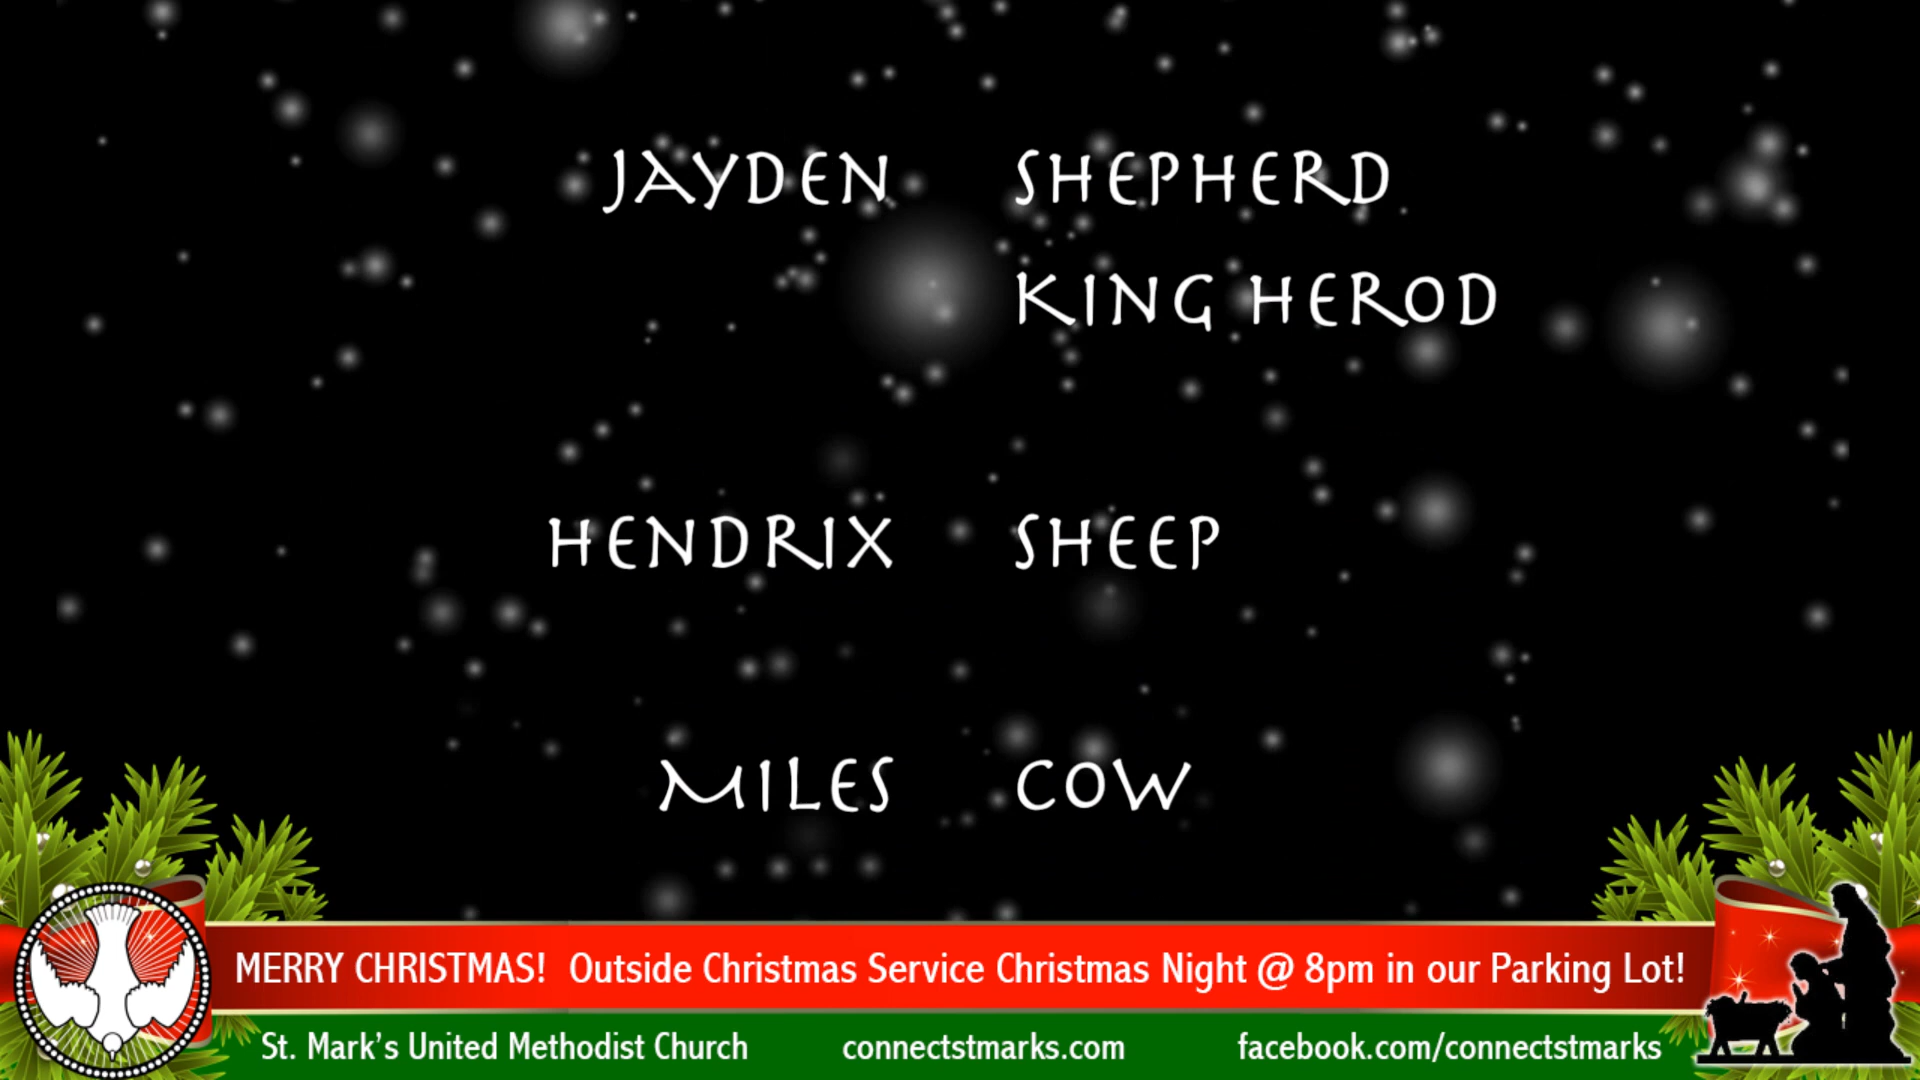 JAYDEN SHEPHERD
KING HEROD
HENDRIX SHEEP
MILES COW
MERRY CHRISTMAS! Outside Christmas Service Christmas Night @ 8pm in our Parking Lot!
St. Mark's United Methodist Church connectstmarks.com facebook.com/connectstmarks